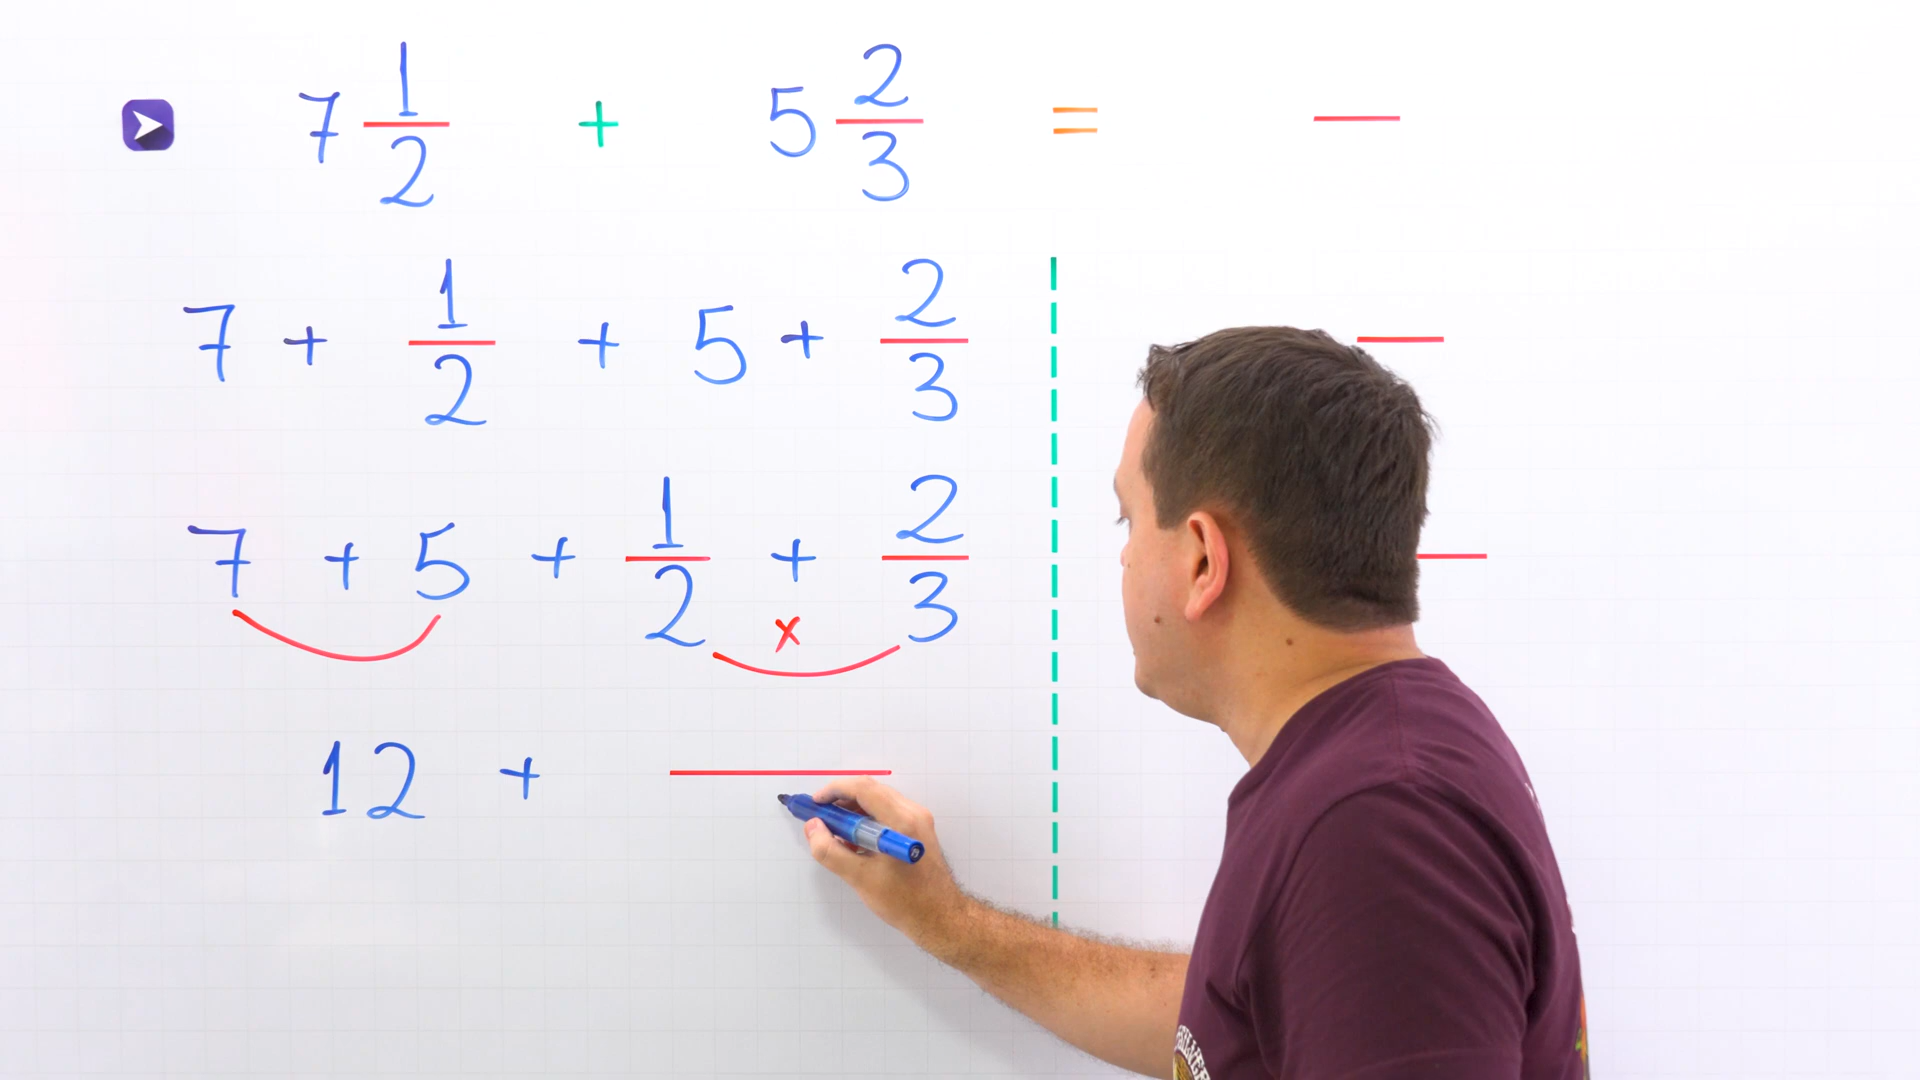 7 1/2 + 5 2/3 =
7 + 1/2 + 5 + 2/3
7 + 5 + 1/2 + 2/3
x
12 +